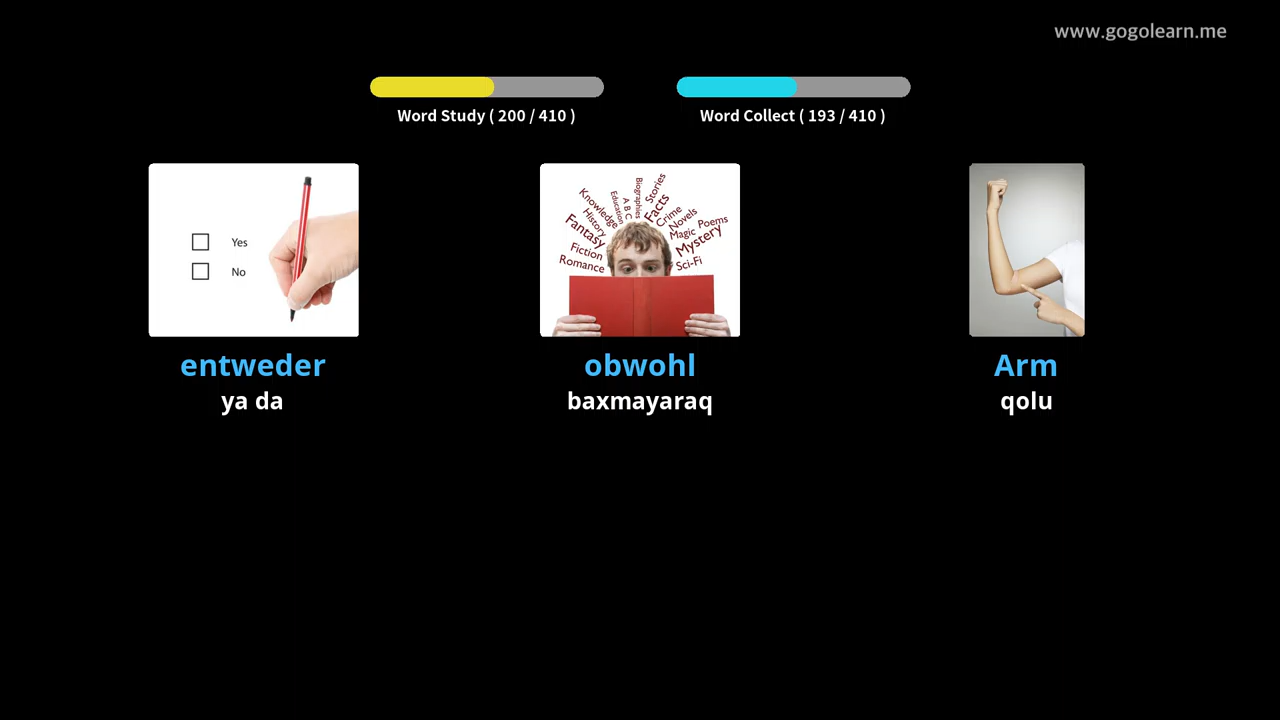 www.gogolearn.me
Word Study ( 200 / 410 )
Word Collect ( 193 / 410 )
Yes
No
Stories
Biographies
Facts
A B C
Education
Crime
Knowledge
Novels
History
Poems
Magic
Fantasy
Mystery
Fiction
Sci-Fi
Romance
entweder
obwohl
Arm
ya da
baxmayaraq
qolu